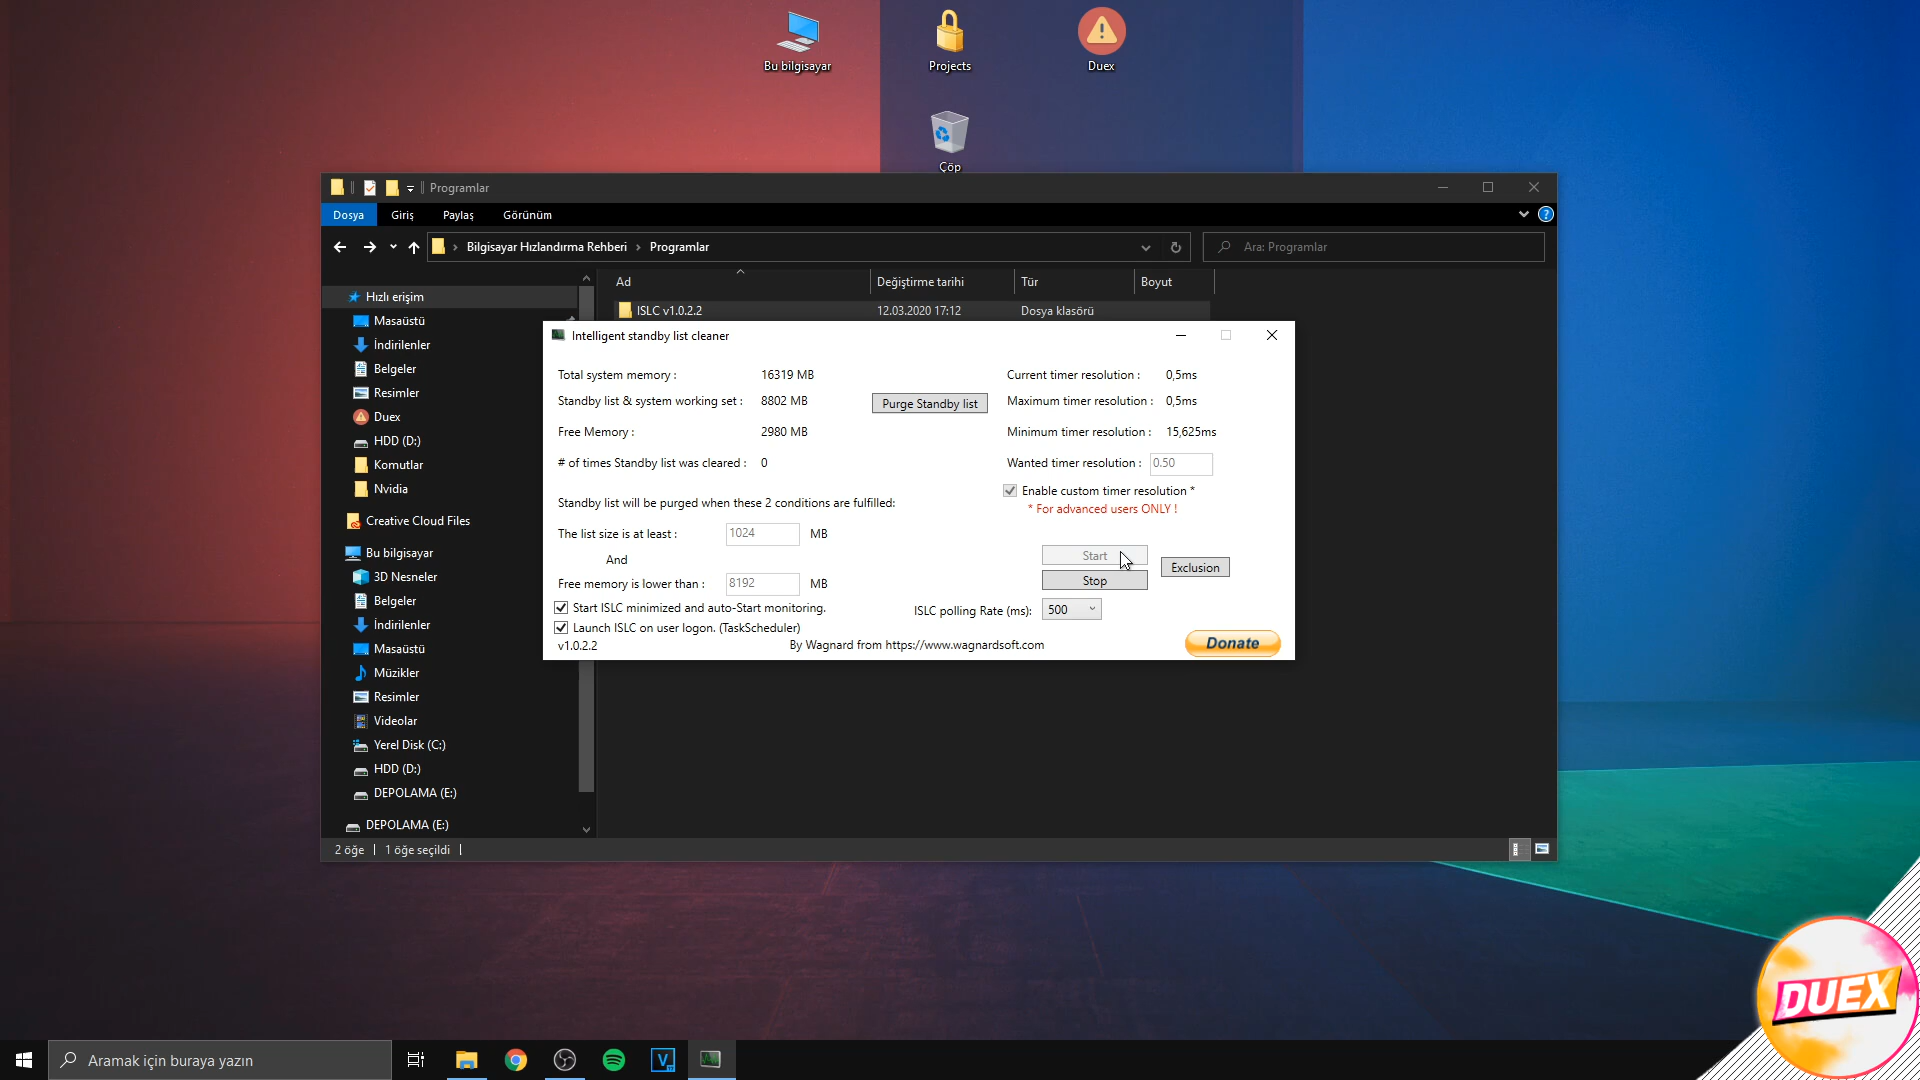 Bu bilgisayar
Projects
Duex
Çöp
Programlar
Dosya
Giriş
Paylaş
Görünüm
Bilgisayar Hızlandırma Rehberi > Programlar
Ara: Programlar
Ad
Değiştirme tarihi
Tür
Boyut
ISLC v1.0.2.2
12.03.2020 17:12
Dosya klasörü
Hızlı erişim
Masaüstü
İndirilenler
Belgeler
Resimler
Duex
HDD (D:)
Komutlar
Nvidia
Creative Cloud Files
Bu bilgisayar
3D Nesneler
Belgeler
İndirilenler
Masaüstü
Müzikler
Resimler
Videolar
Yerel Disk (C:)
HDD (D:)
DEPOLAMA (E:)
DEPOLAMA (E:)
2 öğe
1 öğe seçildi
Intelligent standby list cleaner
Total system memory : 16319 MB
Standby list & system working set : 8802 MB
Purge Standby list
Free Memory : 2980 MB
# of times Standby list was cleared : 0
Standby list will be purged when these 2 conditions are fulfilled:
The list size is at least : 1024 MB
And
Free memory is lower than : 8192 MB
Start ISLC minimized and auto-Start monitoring.
Launch ISLC on user logon. (TaskScheduler)
v1.0.2.2
By Wagnard from https://www.wagnardsoft.com
Current timer resolution : 0,5ms
Maximum timer resolution : 0,5ms
Minimum timer resolution : 15,625ms
Wanted timer resolution : 0.50
Enable custom timer resolution *
* For advanced users ONLY !
Start
Stop
Exclusion
ISLC polling Rate (ms): 500
Donate
Aramak için buraya yazın
DUEX